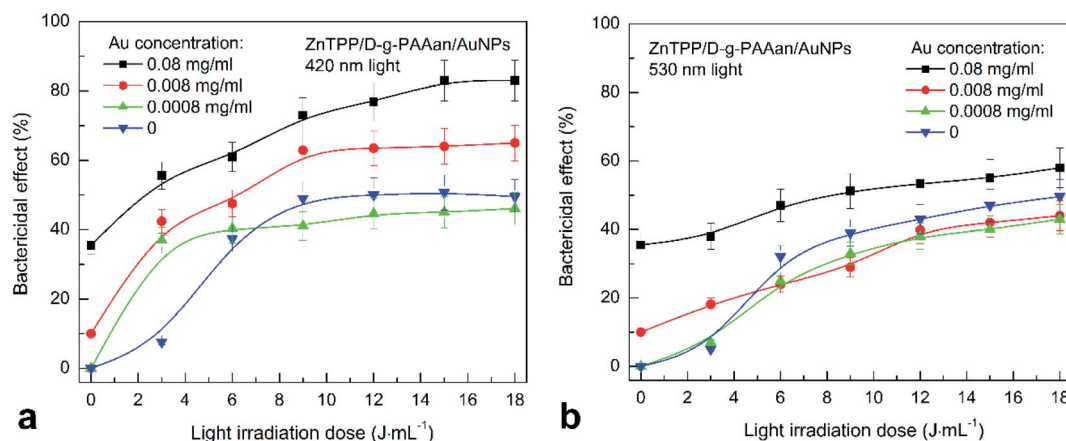 Au concentration:
0.08 mg/ml
0.008 mg/ml
0.0008 mg/ml
0
ZnTPP/D-g-PAAan/AuNPs
420 nm light
Bactericidal effect (%)
100
80
60
40
20
0
0 2 4 6 8 10 12 14 16 18
Light irradiation dose (J·mL⁻¹)
a
ZnTPP/D-g-PAAan/AuNPs
530 nm light
Au concentration:
0.08 mg/ml
0.008 mg/ml
0.0008 mg/ml
0
Bactericidal effect (%)
100
80
60
40
20
0
0 2 4 6 8 10 12 14 16 18
Light irradiation dose (J·mL⁻¹)
b